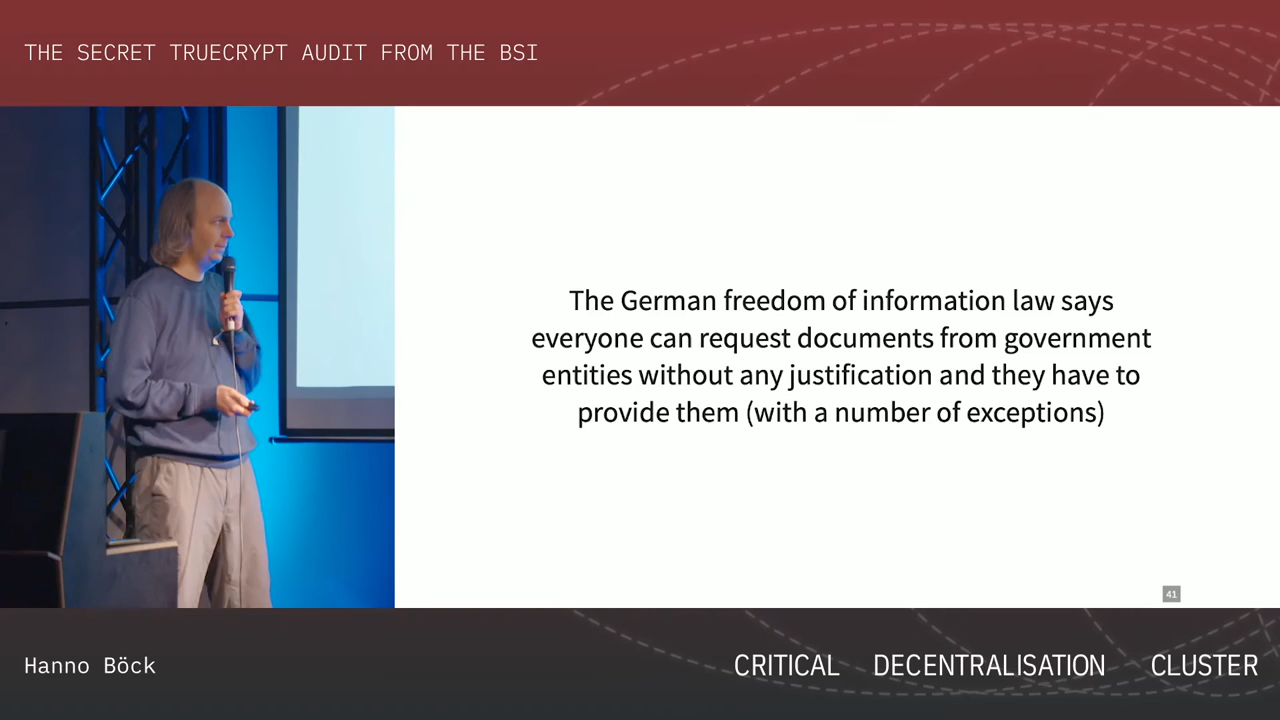 THE SECRET TRUECRYPT AUDIT FROM THE BSI
The German freedom of information law says
everyone can request documents from government
entities without any justification and they have to
provide them (with a number of exceptions)
41
Hanno Böck
CRITICAL DECENTRALISATION CLUSTER